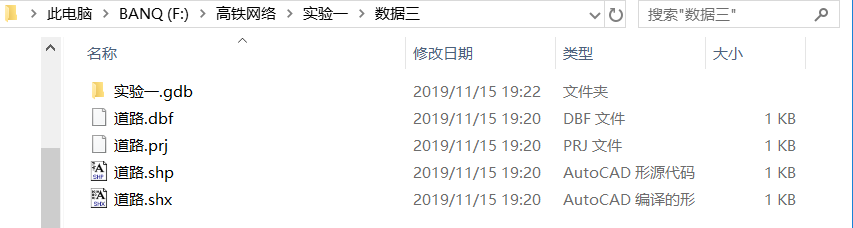 此电脑 > BANQ (F:) > 高铁网络 > 实验一 > 数据三 搜索"数据三"
名称 修改日期 类型 大小
实验一.gdb 2019/11/15 19:22 文件夹
道路.dbf 2019/11/15 19:20 DBF 文件 1 KB
道路.prj 2019/11/15 19:20 PRJ 文件 1 KB
道路.shp 2019/11/15 19:20 AutoCAD 形源代码 1 KB
道路.shx 2019/11/15 19:20 AutoCAD 编译的形 1 KB